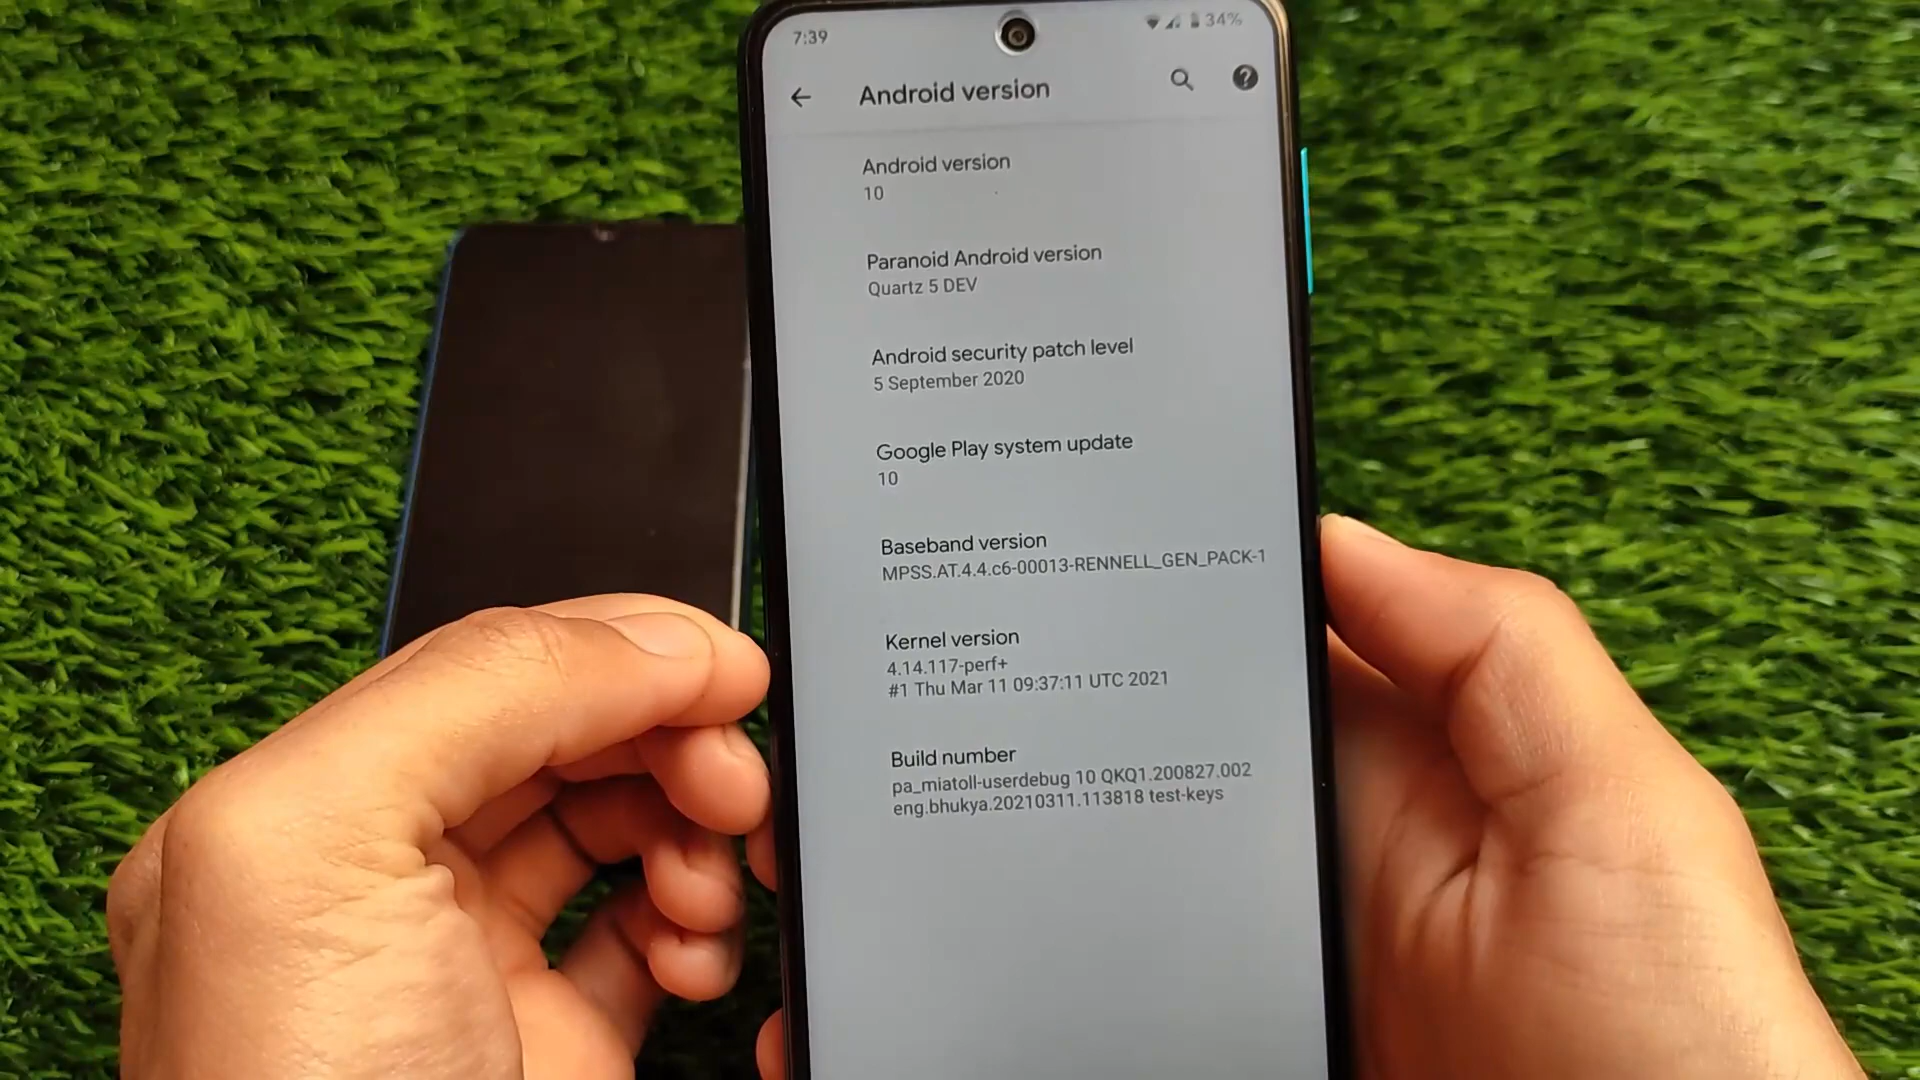 7:39
34%
Android version
Android version
10
Paranoid Android version
Quartz 5 DEV
Android security patch level
5 September 2020
Google Play system update
10
Baseband version
MPSS.AT.4.4.c6-00013-RENNELL_GEN_PACK-1
Kernel version
4.14.117-perf+
#1 Thu Mar 11 09:37:11 UTC 2021
Build number
pa_miatoll-userdebug 10 QKQ1.200827.002
eng.bhukya.20210311.113818 test-keys